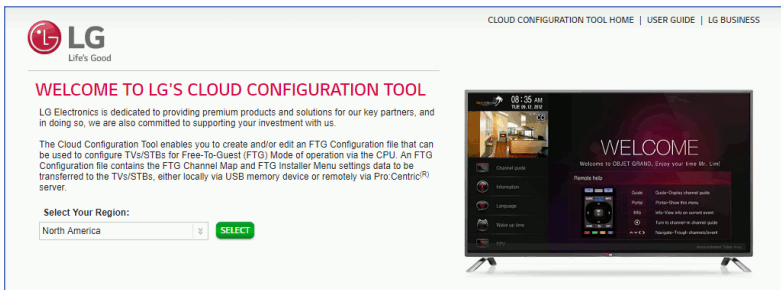 CLOUD CONFIGURATION TOOL HOME | USER GUIDE | LG BUSINESS
LG
Life's Good
WELCOME TO LG'S CLOUD CONFIGURATION TOOL
LG Electronics is dedicated to providing premium products and solutions for our key partners, and
in doing so, we are also committed to supporting your investment with us.
The Cloud Configuration Tool enables you to create and/or edit an FTG Configuration file that can
be used to configure TVs/STBs for Free-To-Guest (FTG) Mode of operation via the CPU. An FTG
Configuration file contains the FTG Channel Map and FTG Installer Menu settings data to be
transferred to the TVs/STBs, either locally via USB memory device or remotely via Pro:Centric(R)
server.
Select Your Region:
North America
SELECT
08:35 AM
TUE 09. 12. 2012
WELCOME
Welcome to OBJET GRAND, Enjoy your time Mr. Lim!
Channel guide
Information
Language
Wake up time
Remote help
Guide Guide-Display channel guide
Portal Portal-Show this menu
Info Info-View info on current event
Turn to channel-in channel guide
Navigate-Trough channels/event